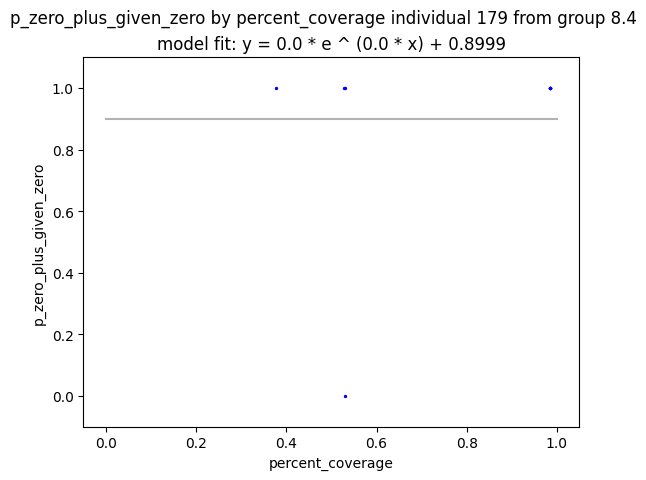 p_zero_plus_given_zero by percent_coverage individual 179 from group 8.4
model fit: y = 0.0 * e ^ (0.0 * x) + 0.8999
1.0
0.8
0.6
0.4
0.2
0.0
p_zero_plus_given_zero
0.0 0.2 0.4 0.6 0.8 1.0
percent_coverage